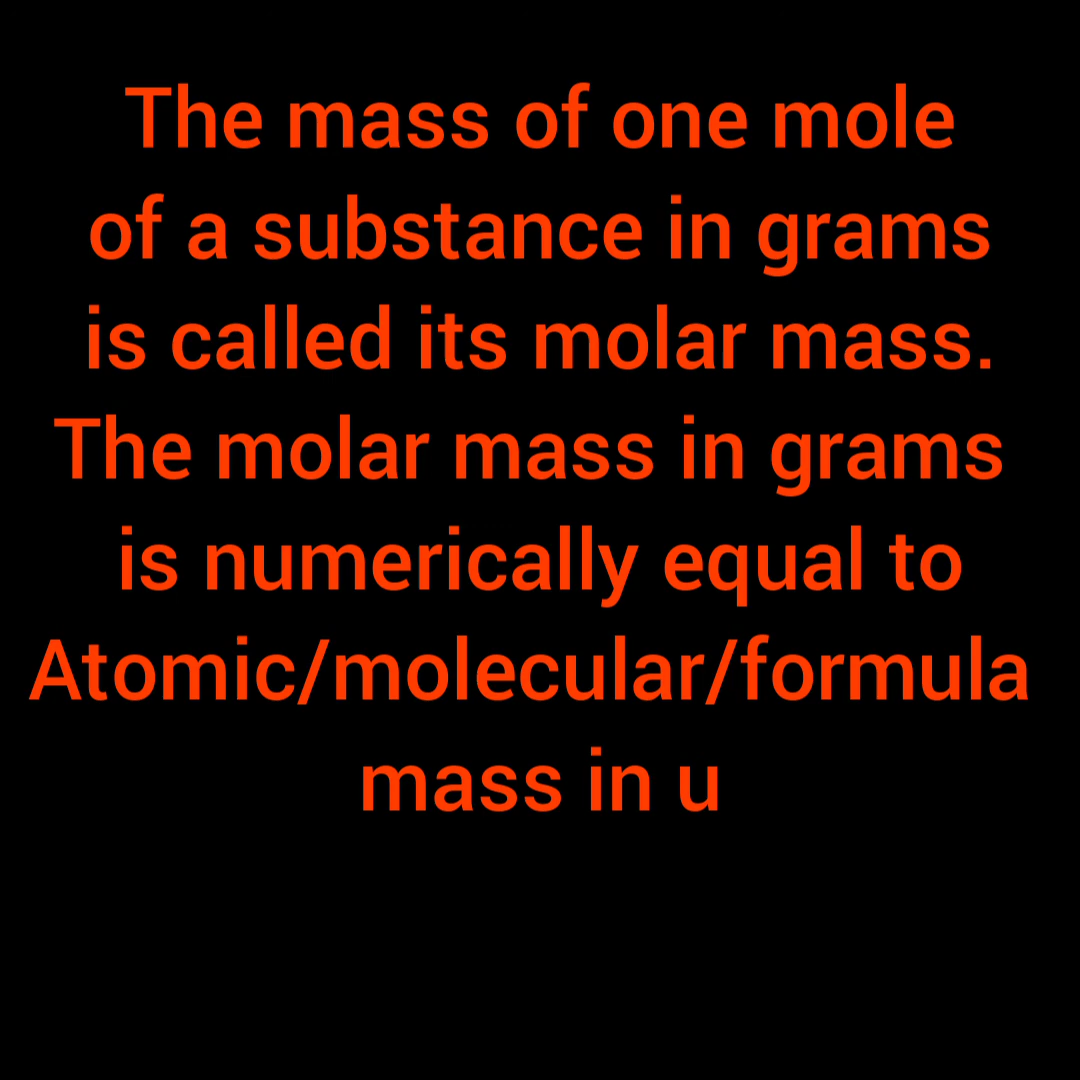 The mass of one mole
of a substance in grams
is called its molar mass.
The molar mass in grams
is numerically equal to
Atomic/molecular/formula
mass in u